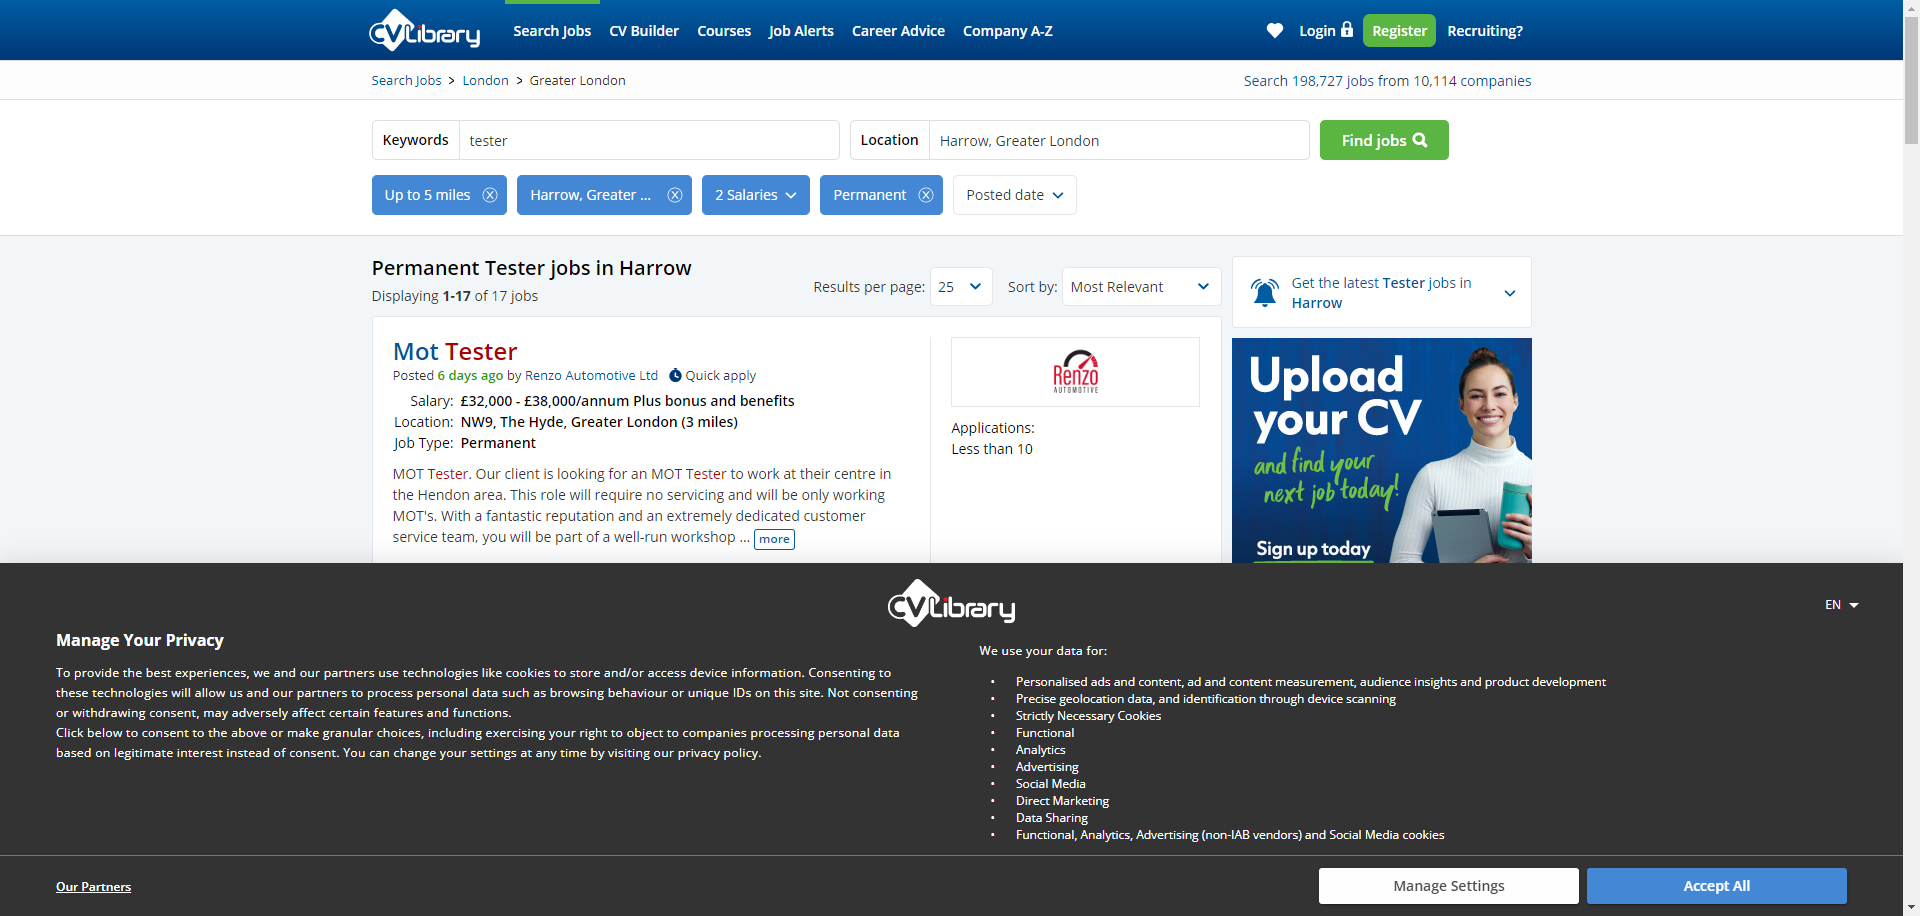 CVLibrary
Search Jobs
CV Builder
Courses
Job Alerts
Career Advice
Company A-Z
Login
Register
Recruiting?
Search Jobs > London > Greater London
Search 198,727 jobs from 10,114 companies
Keywords
tester
Location
Harrow, Greater London
Find jobs
Up to 5 miles
Harrow, Greater ...
2 Salaries
Permanent
Posted date
Permanent Tester jobs in Harrow
Displaying 1-17 of 17 jobs
Results per page: 25
Sort by: Most Relevant
Get the latest Tester jobs in
Harrow
Mot Tester
Posted 6 days ago by Renzo Automotive Ltd Quick apply
Salary: £32,000 - £38,000/annum Plus bonus and benefits
Location: NW9, The Hyde, Greater London (3 miles)
Job Type: Permanent
MOT Tester. Our client is looking for an MOT Tester to work at their centre in
the Hendon area. This role will require no servicing and will be only working
MOT's. With a fantastic reputation and an extremely dedicated customer
service team, you will be part of a well-run workshop ... more
Renzo
AUTOMOTIVE
Applications:
Less than 10
Upload
your CV
and find your
next job today!
Sign up today
CVLibrary
EN
Manage Your Privacy
To provide the best experiences, we and our partners use technologies like cookies to store and/or access device information. Consenting to
these technologies will allow us and our partners to process personal data such as browsing behaviour or unique IDs on this site. Not consenting
or withdrawing consent, may adversely affect certain features and functions.
Click below to consent to the above or make granular choices, including exercising your right to object to companies processing personal data
based on legitimate interest instead of consent. You can change your settings at any time by visiting our privacy policy.
We use your data for:
• Personalised ads and content, ad and content measurement, audience insights and product development
• Precise geolocation data, and identification through device scanning
• Strictly Necessary Cookies
• Functional
• Analytics
• Advertising
• Social Media
• Direct Marketing
• Data Sharing
• Functional, Analytics, Advertising (non-IAB vendors) and Social Media cookies
Our Partners
Manage Settings
Accept All